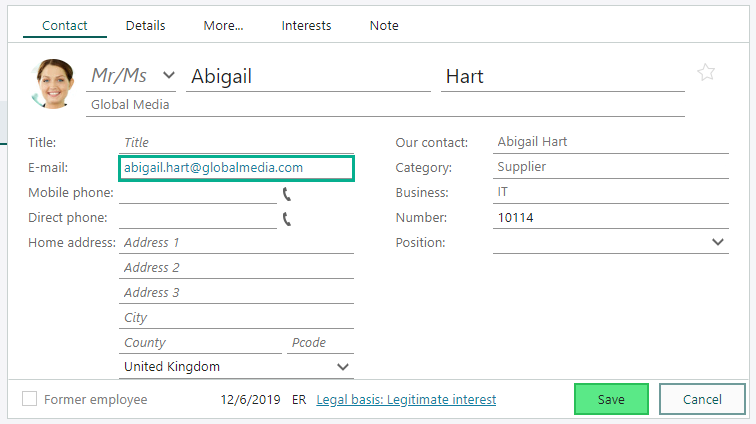 Contact Details More... Interests Note
Mr/Ms Abigail Hart
Global Media
Title: Title
E-mail: abigail.hart@globalmedia.com
Mobile phone:
Direct phone:
Home address: Address 1
Address 2
Address 3
City
County Pcode
United Kingdom
Our contact: Abigail Hart
Category: Supplier
Business: IT
Number: 10114
Position:
Former employee 12/6/2019 ER Legal basis: Legitimate interest Save Cancel